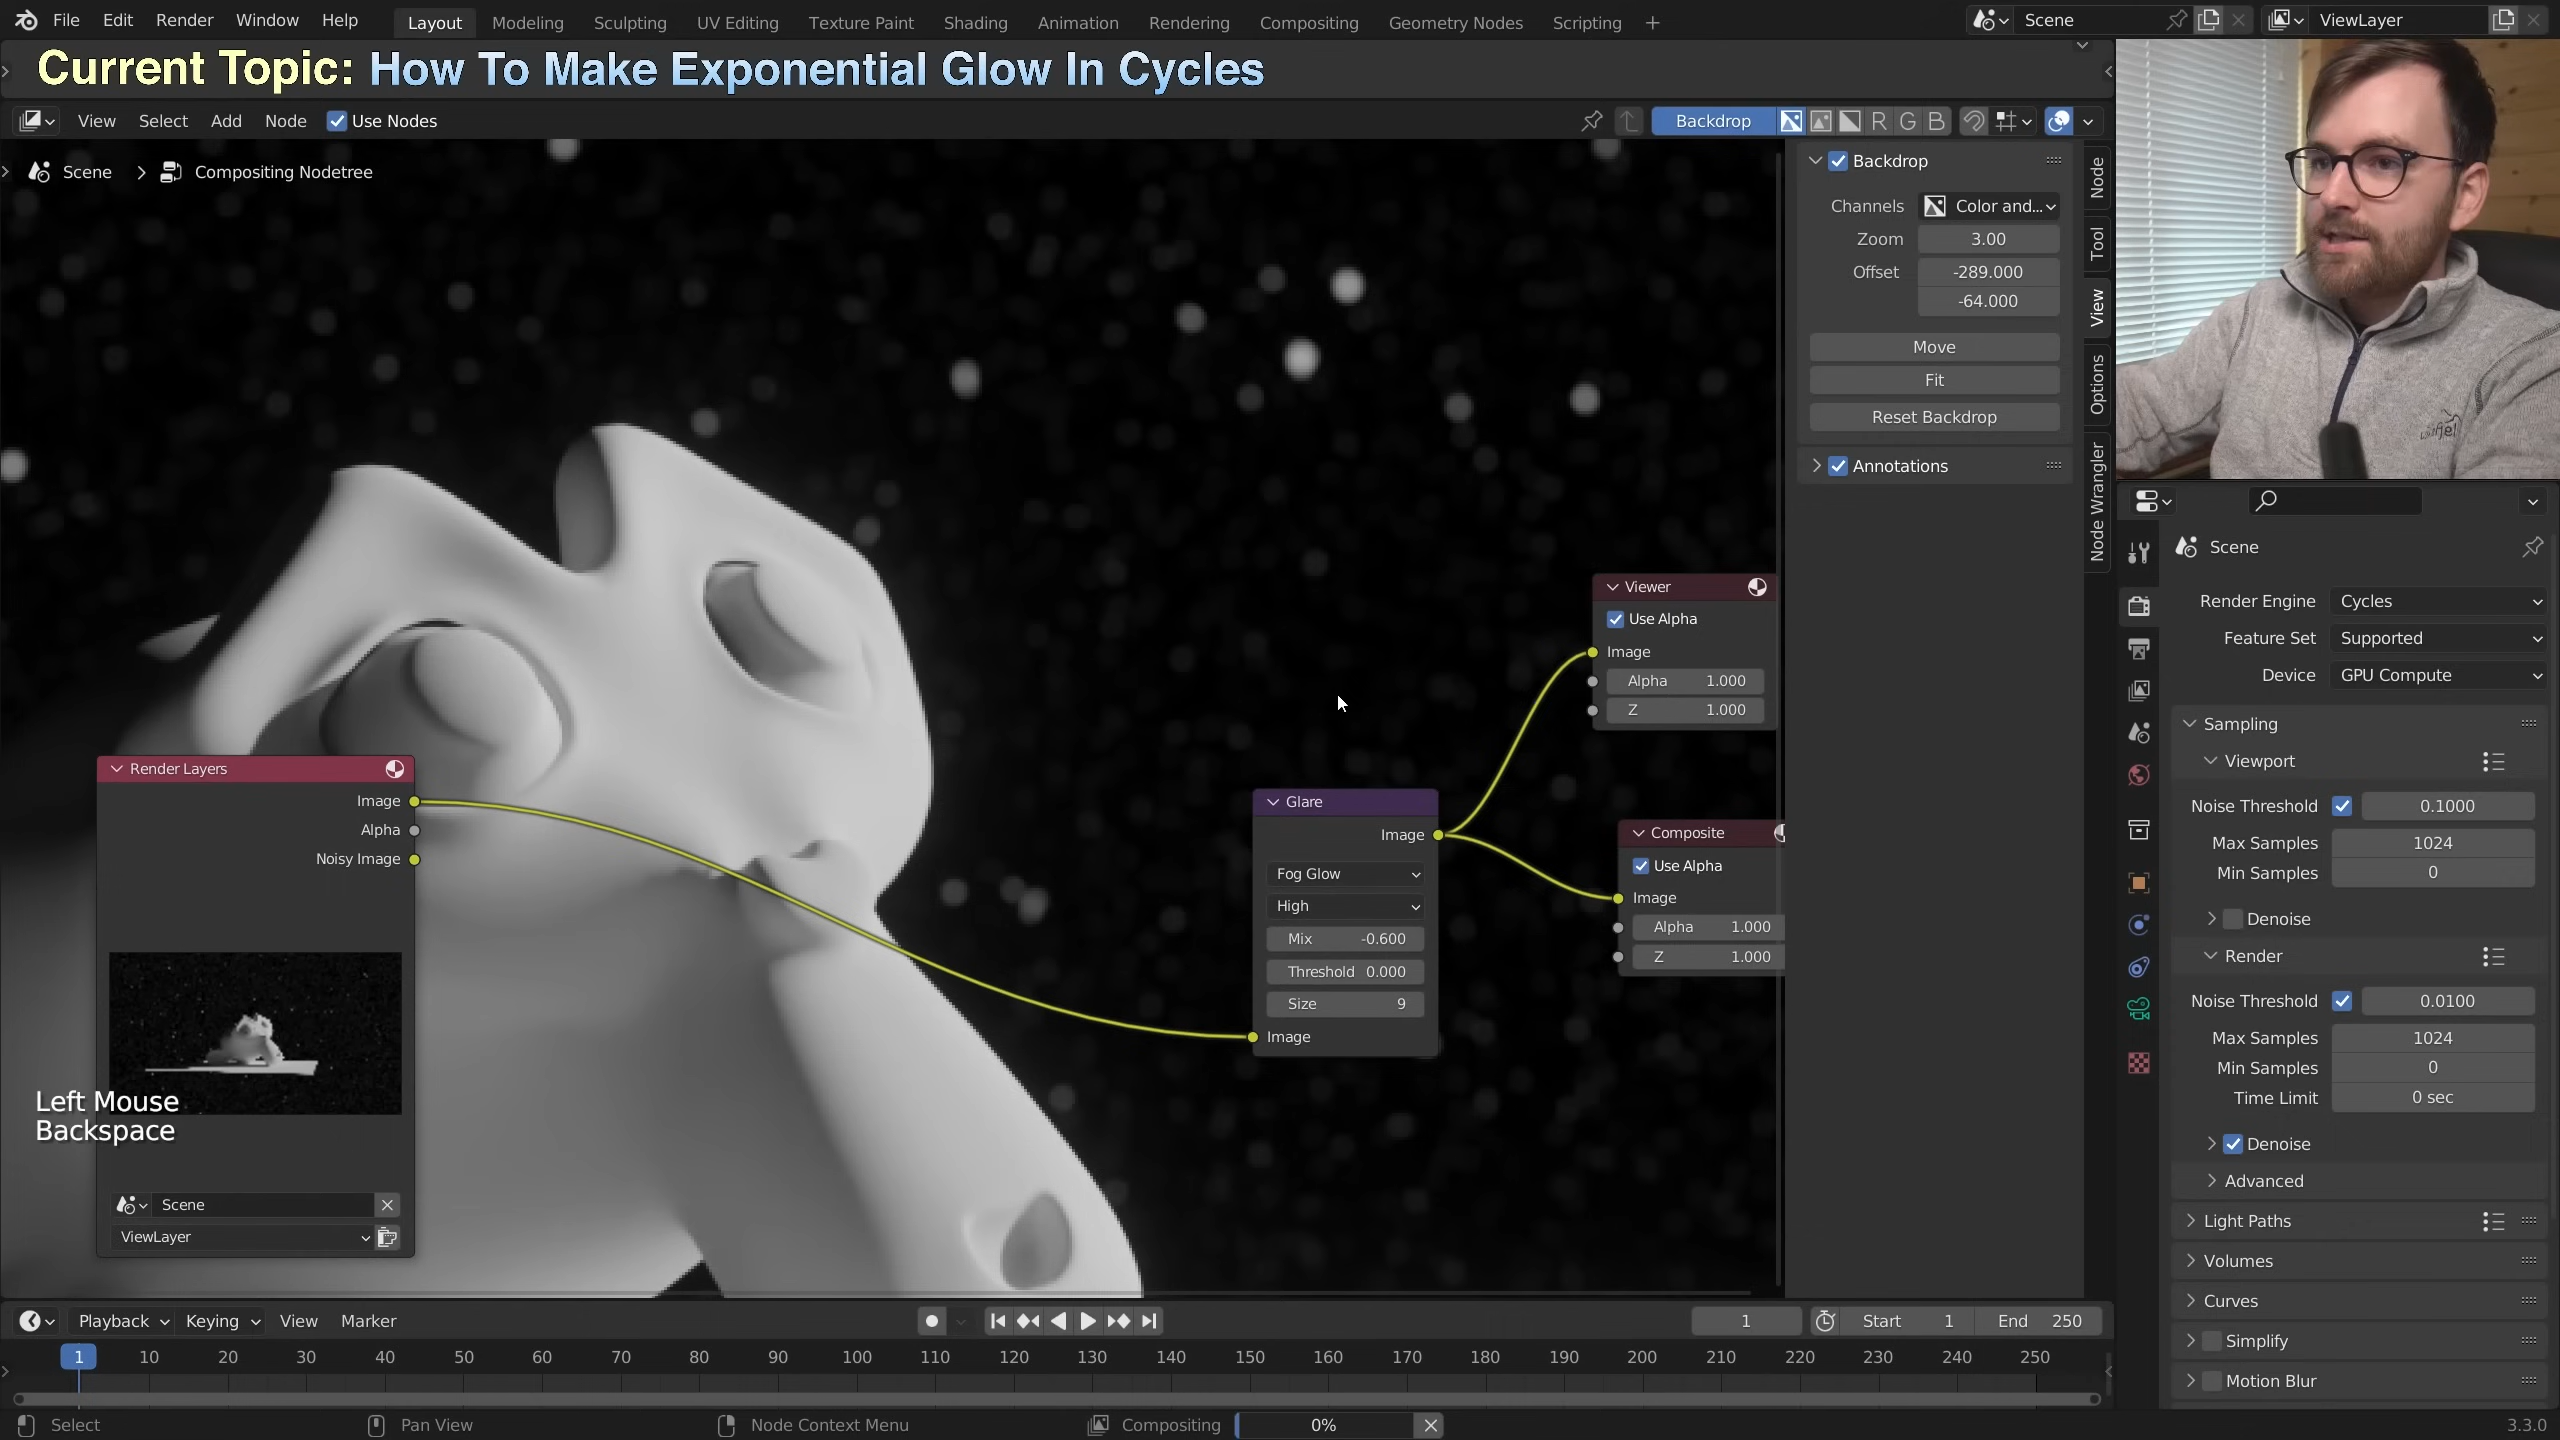 File Edit Render Window Help Layout Modeling Sculpting UV Editing Texture Paint Shading Animation Rendering Compositing Geometry Nodes Scripting + Scene ViewLayer
Current Topic: How To Make Exponential Glow In Cycles
View Select Add Node Use Nodes Backdrop R G B
Scene > Compositing Nodetree
Backdrop
Channels Color and...
Zoom 3.00
Offset -289.000
-64.000
Move
Fit
Reset Backdrop
Annotations
Node
Tool
View
Options
Node Wrangler
Viewer
Use Alpha
Image
Alpha 1.000
Z 1.000
Render Layers
Image
Alpha
Noisy Image
Scene
ViewLayer
Glare
Image
Fog Glow
High
Mix -0.600
Threshold 0.000
Size 9
Image
Composite
Use Alpha
Image
Alpha 1.000
Z 1.000
Left Mouse
Backspace
Scene
Render Engine Cycles
Feature Set Supported
Device GPU Compute
Sampling
Viewport
Noise Threshold 0.1000
Max Samples 1024
Min Samples 0
Denoise
Render
Noise Threshold 0.0100
Max Samples 1024
Min Samples 0
Time Limit 0 sec
Denoise
Advanced
Light Paths
Volumes
Curves
Simplify
Motion Blur
Playback Keying View Marker 1 Start 1 End 250
1 10 20 30 40 50 60 70 80 90 100 110 120 130 140 150 160 170 180 190 200 210 220 230 240 250
Select Pan View Node Context Menu Compositing 0% 3.3.0